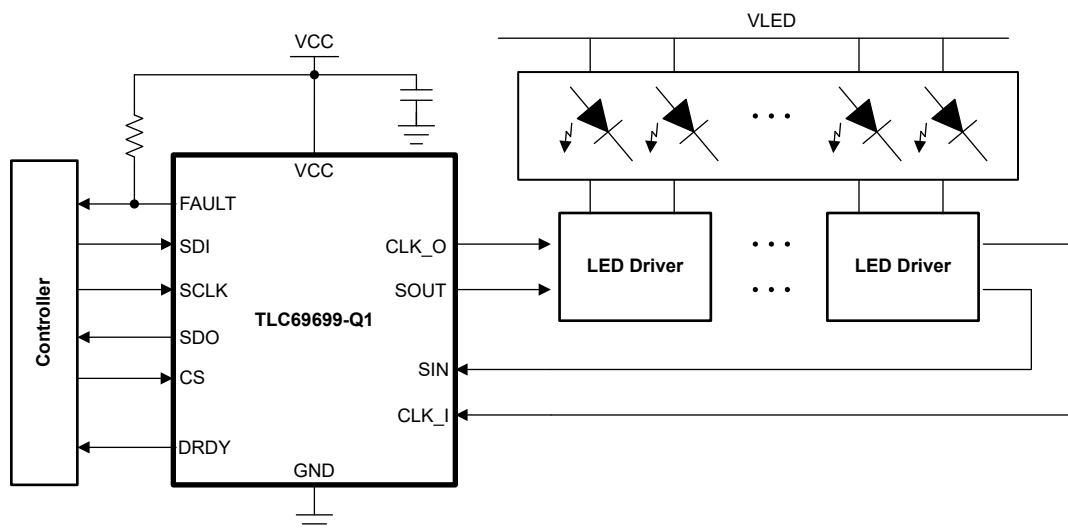 VLED
VCC
VCC
FAULT
SDI
SCLK
SDO
CS
DRDY
Controller
TLC69699-Q1
CLK_O
SOUT
SIN
CLK_I
GND
LED Driver
LED Driver